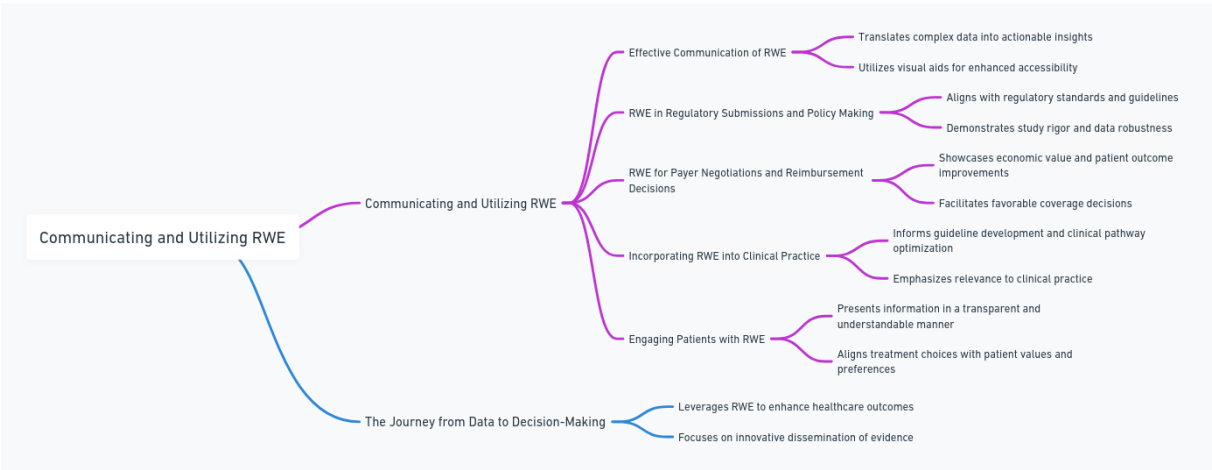 Communicating and Utilizing RWE
Communicating and Utilizing RWE
Effective Communication of RWE
Translates complex data into actionable insights
Utilizes visual aids for enhanced accessibility
RWE in Regulatory Submissions and Policy Making
Aligns with regulatory standards and guidelines
Demonstrates study rigor and data robustness
RWE for Payer Negotiations and Reimbursement
Decisions
Showcases economic value and patient outcome
improvements
Facilitates favorable coverage decisions
Incorporating RWE into Clinical Practice
Informs guideline development and clinical pathway
optimization
Emphasizes relevance to clinical practice
Engaging Patients with RWE
Presents information in a transparent and
understandable manner
Aligns treatment choices with patient values and
preferences
The Journey from Data to Decision-Making
Leverages RWE to enhance healthcare outcomes
Focuses on innovative dissemination of evidence